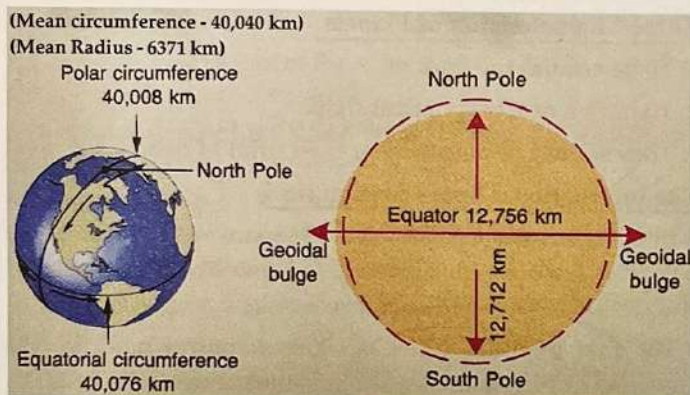 (Mean circumference - 40,040 km)
(Mean Radius - 6371 km)
Polar circumference
40,008 km
North Pole
Equatorial circumference
40,076 km
North Pole
Equator 12,756 km
Geoidal
bulge
12,712 km
Geoidal
bulge
South Pole